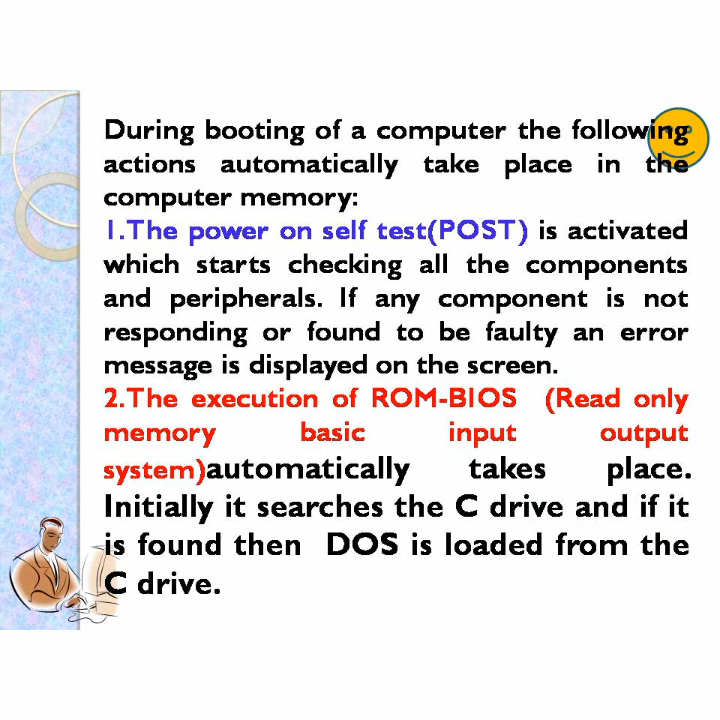 During booting of a computer the following
actions automatically take place in the
computer memory:
1.The power on self test(POST) is activated
which starts checking all the components
and peripherals. If any component is not
responding or found to be faulty an error
message is displayed on the screen.
2.The execution of ROM-BIOS (Read only
memory basic input output
system)automatically takes place.
Initially it searches the C drive and if it
is found then DOS is loaded from the
C drive.